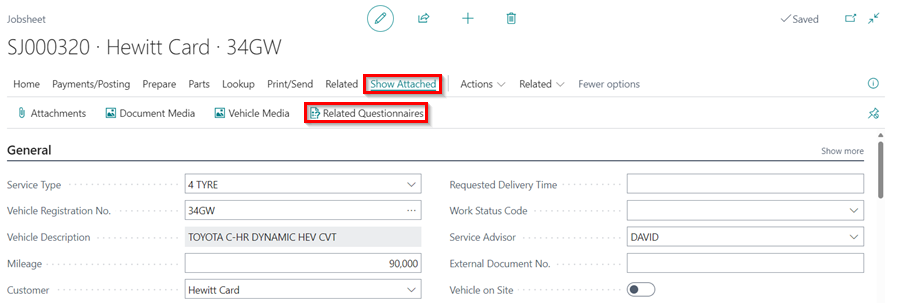 Jobsheet
Saved
SJ000320 · Hewitt Card · 34GW
Home Payments/Posting Prepare Parts Lookup Print/Send Related Show Attached Actions Related Fewer options
Attachments Document Media Vehicle Media Related Questionnaires
General Show more
Service Type 4 TYRE Requested Delivery Time
Vehicle Registration No. 34GW Work Status Code
Vehicle Description TOYOTA C-HR DYNAMIC HEV CVT Service Advisor DAVID
Mileage 90,000 External Document No.
Customer Hewitt Card Vehicle on Site